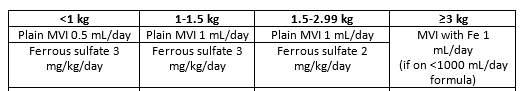 <1 kg
1-1.5 kg
1.5-2.99 kg
≥3 kg
Plain MVI 0.5 mL/day
Plain MVI 1 mL/day
Plain MVI 1 mL/day
MVI with Fe 1
mL/day
(if on <1000 mL/day
formula)
Ferrous sulfate 3
mg/kg/day
Ferrous sulfate 3
mg/kg/day
Ferrous sulfate 2
mg/kg/day